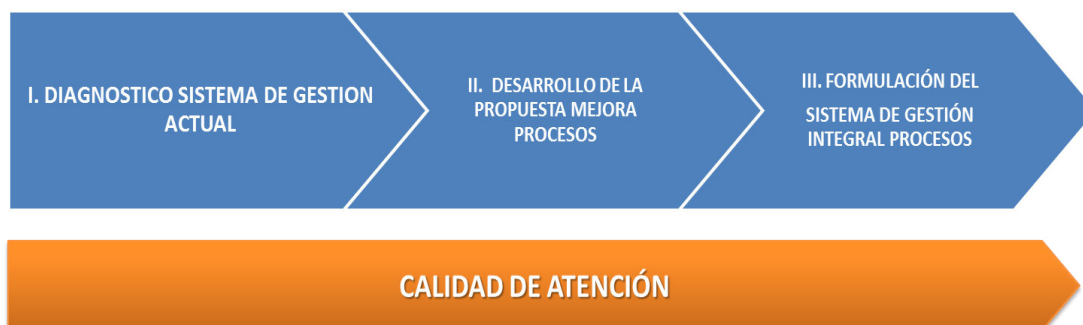 I. DIAGNOSTICO SISTEMA DE GESTION
ACTUAL
II. DESARROLLO DE LA
PROPUESTA MEJORA
PROCESOS
III. FORMULACIÓN DEL
SISTEMA DE GESTIÓN
INTEGRAL PROCESOS
CALIDAD DE ATENCIÓN